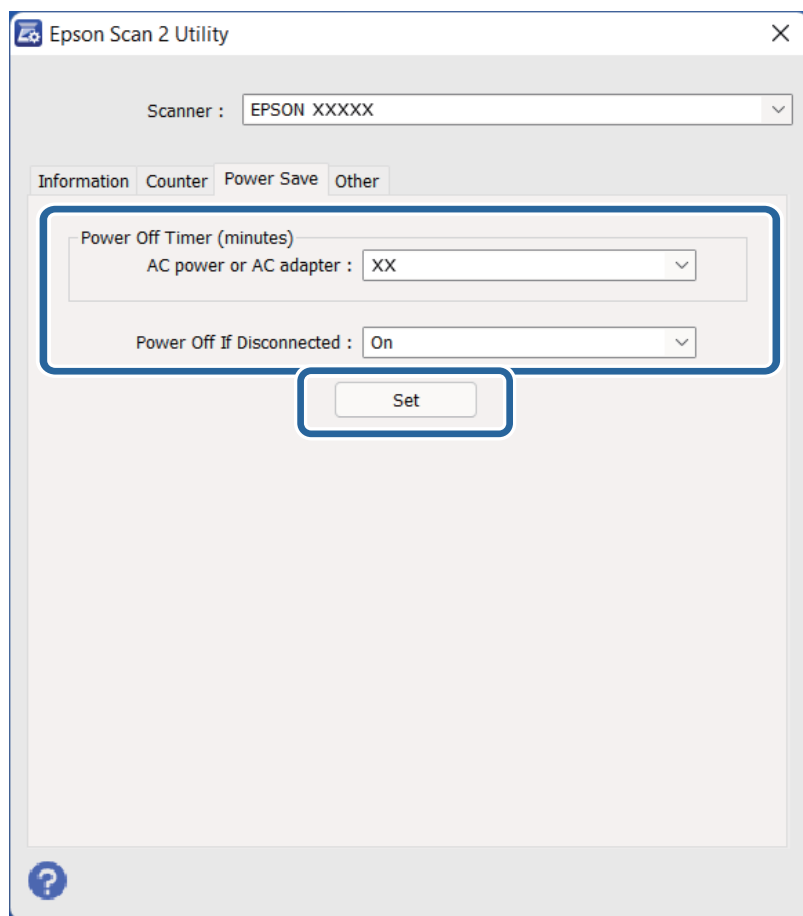 Epson Scan 2 Utility
Scanner : EPSON XXXXX
Information Counter Power Save Other
Power Off Timer (minutes)
AC power or AC adapter : XX
Power Off If Disconnected : On
Set
?